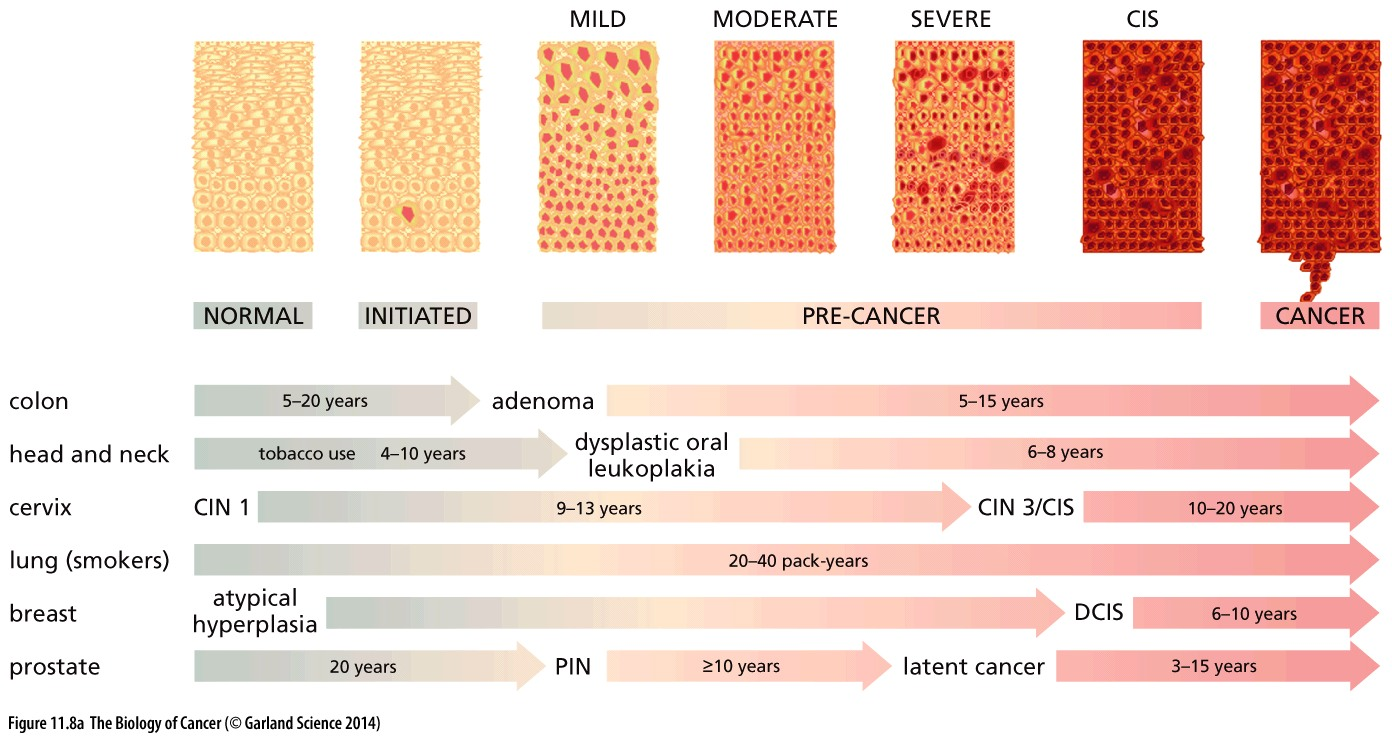 MILD MODERATE SEVERE CIS
NORMAL INITIATED PRE-CANCER CANCER
colon 5–20 years adenoma 5–15 years
head and neck tobacco use 4–10 years dysplastic oral leukoplakia 6–8 years
cervix CIN 1 9–13 years CIN 3/CIS 10–20 years
lung (smokers) 20–40 pack-years
breast atypical hyperplasia DCIS 6–10 years
prostate 20 years PIN ≥10 years latent cancer 3–15 years
Figure 11.8a The Biology of Cancer (© Garland Science 2014)